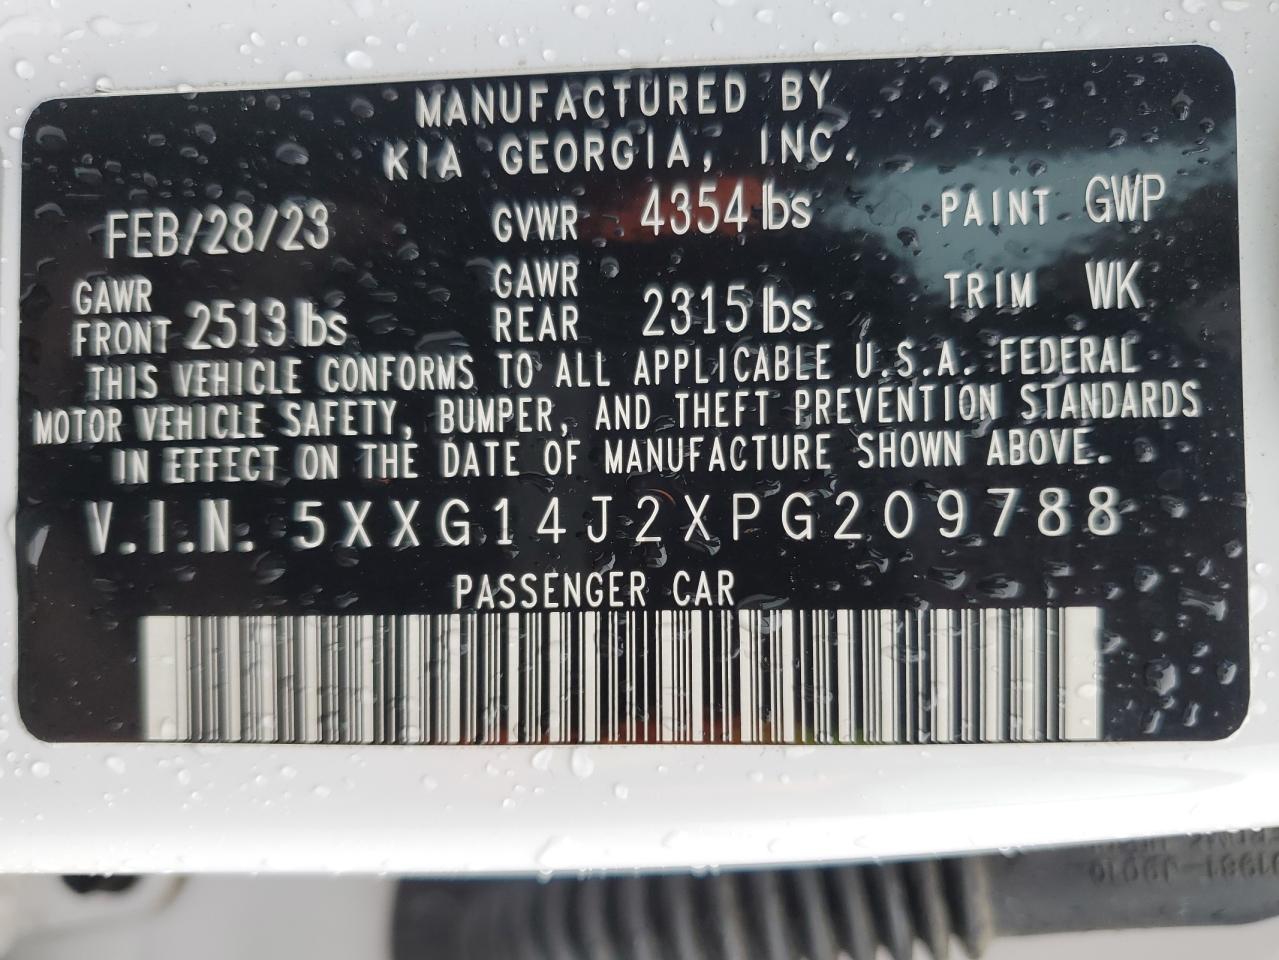 MANUFACTURED BY
KIA GEORGIA, INC.
FEB/28/23 GVWR 4354 lbs PAINT GWP
GAWR FRONT 2513 lbs GAWR REAR 2315 lbs TRIM WK
THIS VEHICLE CONFORMS TO ALL APPLICABLE U.S.A. FEDERAL
MOTOR VEHICLE SAFETY, BUMPER, AND THEFT PREVENTION STANDARDS
IN EFFECT ON THE DATE OF MANUFACTURE SHOWN ABOVE.
V.I.N. 5XXG14J2XPG209788
PASSENGER CAR